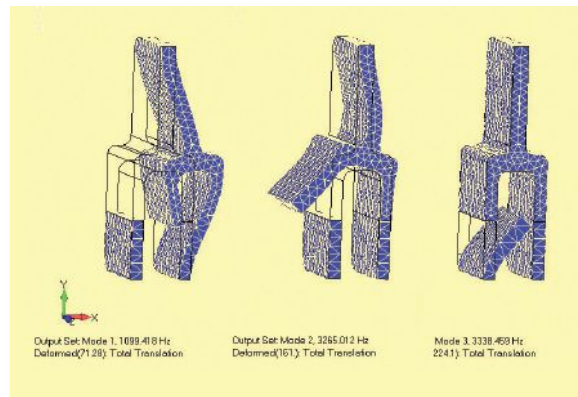 Y
X
Output Set: Mode 1, 1099.418 Hz
Deformed(71.28): Total Translation
Output Set: Mode 2, 3265.012 Hz
Deformed(161.): Total Translation
Mode 3, 3338.459 Hz
224.1): Total Translation